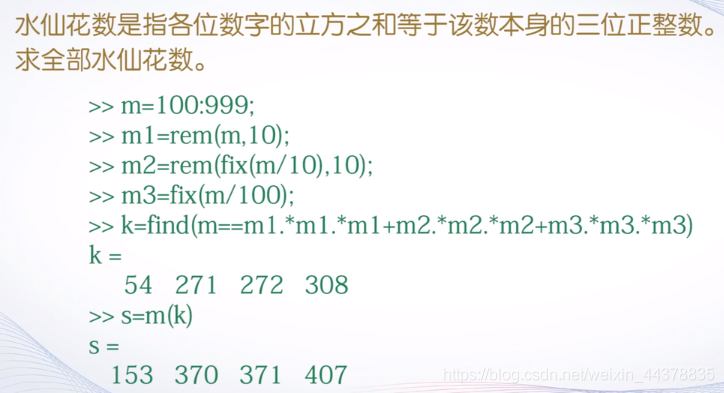 水仙花数是指各位数字的立方之和等于该数本身的三位正整数。
求全部水仙花数。
>> m=100:999;
>> m1=rem(m,10);
>> m2=rem(fix(m/10),10);
>> m3=fix(m/100);
>> k=find(m==m1.*m1.*m1+m2.*m2.*m2+m3.*m3.*m3)
k =
54 271 272 308
>> s=m(k)
s =
153 370 371 407
https://blog.csdn.net/weixin_44378835